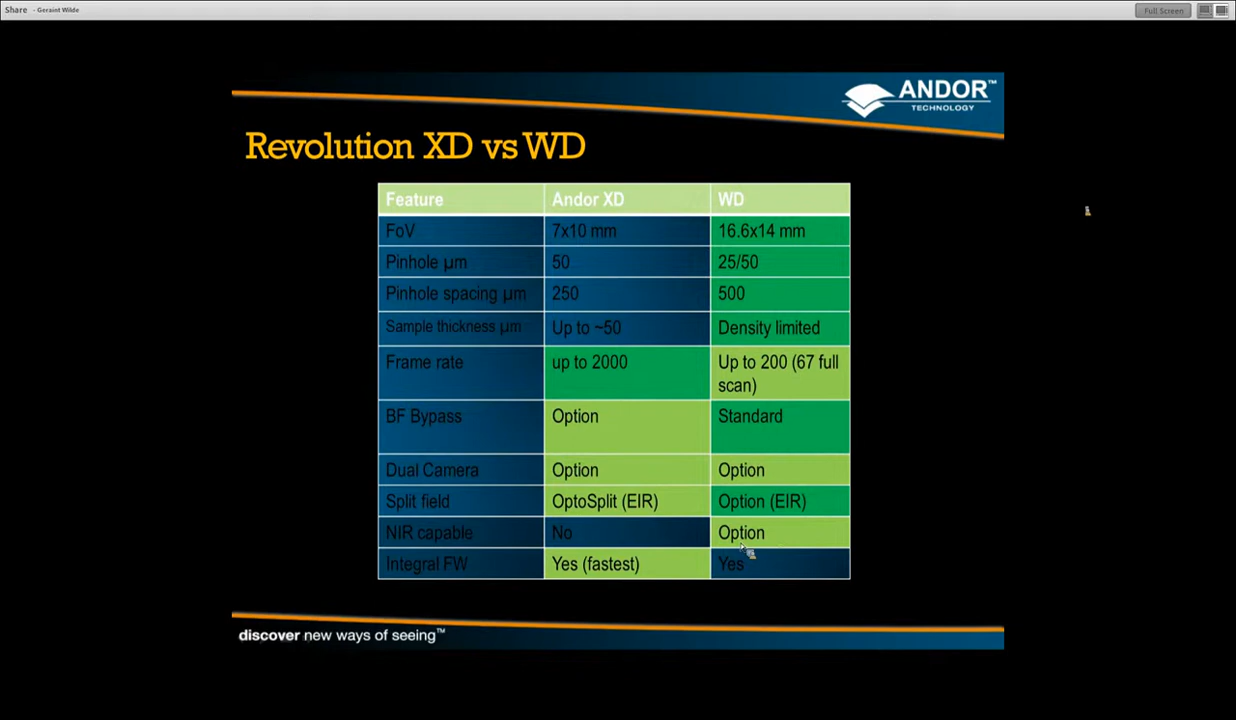 Share - Geraint Wilde
Full Screen
ANDOR™
TECHNOLOGY
Revolution XD vs WD
Feature Andor XD WD
FoV 7x10 mm 16.6x14 mm
Pinhole µm 50 25/50
Pinhole spacing µm 250 500
Sample thickness µm Up to ~50 Density limited
Frame rate up to 2000 Up to 200 (67 full
scan)
BF Bypass Option Standard
Dual Camera Option Option
Split field OptoSplit (EIR) Option (EIR)
NIR capable No Option
Integral FW Yes (fastest) Yes
discover new ways of seeing™